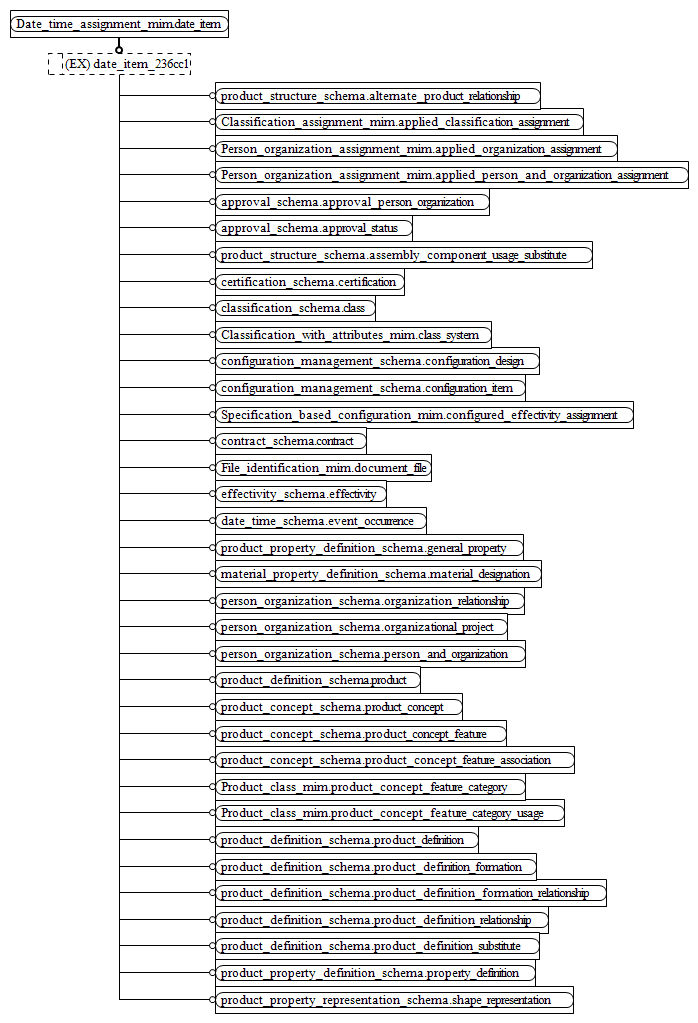 Date_time_assignment_mim.date_item
(EX) date_item_236cc1
product_structure_schema.alternate_product_relationship
Classification_assignment_mim.applied_classification_assignment
Person_organization_assignment_mim.applied_organization_assignment
Person_organization_assignment_mim.applied_person_and_organization_assignment
approval_schema.approval_person_organization
approval_schema.approval_status
product_structure_schema.assembly_component_usage_substitute
certification_schema.certification
classification_schema.class
Classification_with_attributes_mim.class_system
configuration_management_schema.configuration_design
configuration_management_schema.configuration_item
Specification_based_configuration_mim.configured_effectivity_assignment
contract_schema.contract
File_identification_mim.document_file
effectivity_schema.effectivity
date_time_schema.event_occurrence
product_property_definition_schema.general_property
material_property_definition_schema.material_designation
person_organization_schema.organization_relationship
person_organization_schema.organizational_project
person_organization_schema.person_and_organization
product_definition_schema.product
product_concept_schema.product_concept
product_concept_schema.product_concept_feature
product_concept_schema.product_concept_feature_association
Product_class_mim.product_concept_feature_category
Product_class_mim.product_concept_feature_category_usage
product_definition_schema.product_definition
product_definition_schema.product_definition_formation
product_definition_schema.product_definition_formation_relationship
product_definition_schema.product_definition_relationship
product_definition_schema.product_definition_substitute
product_property_definition_schema.property_definition
product_property_representation_schema.shape_representation